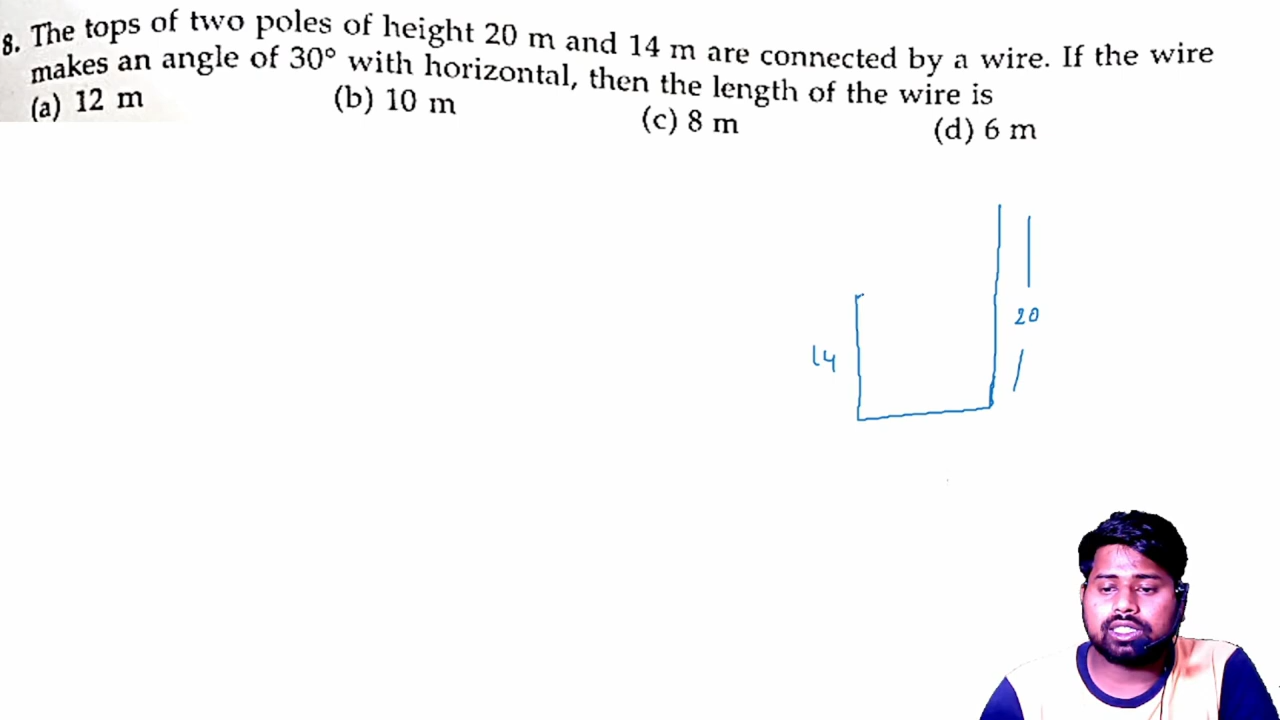 8. The tops of two poles of height 20 m and 14 m are connected by a wire. If the wire
makes an angle of 30° with horizontal, then the length of the wire is
(a) 12 m (b) 10 m (c) 8 m (d) 6 m
20
14